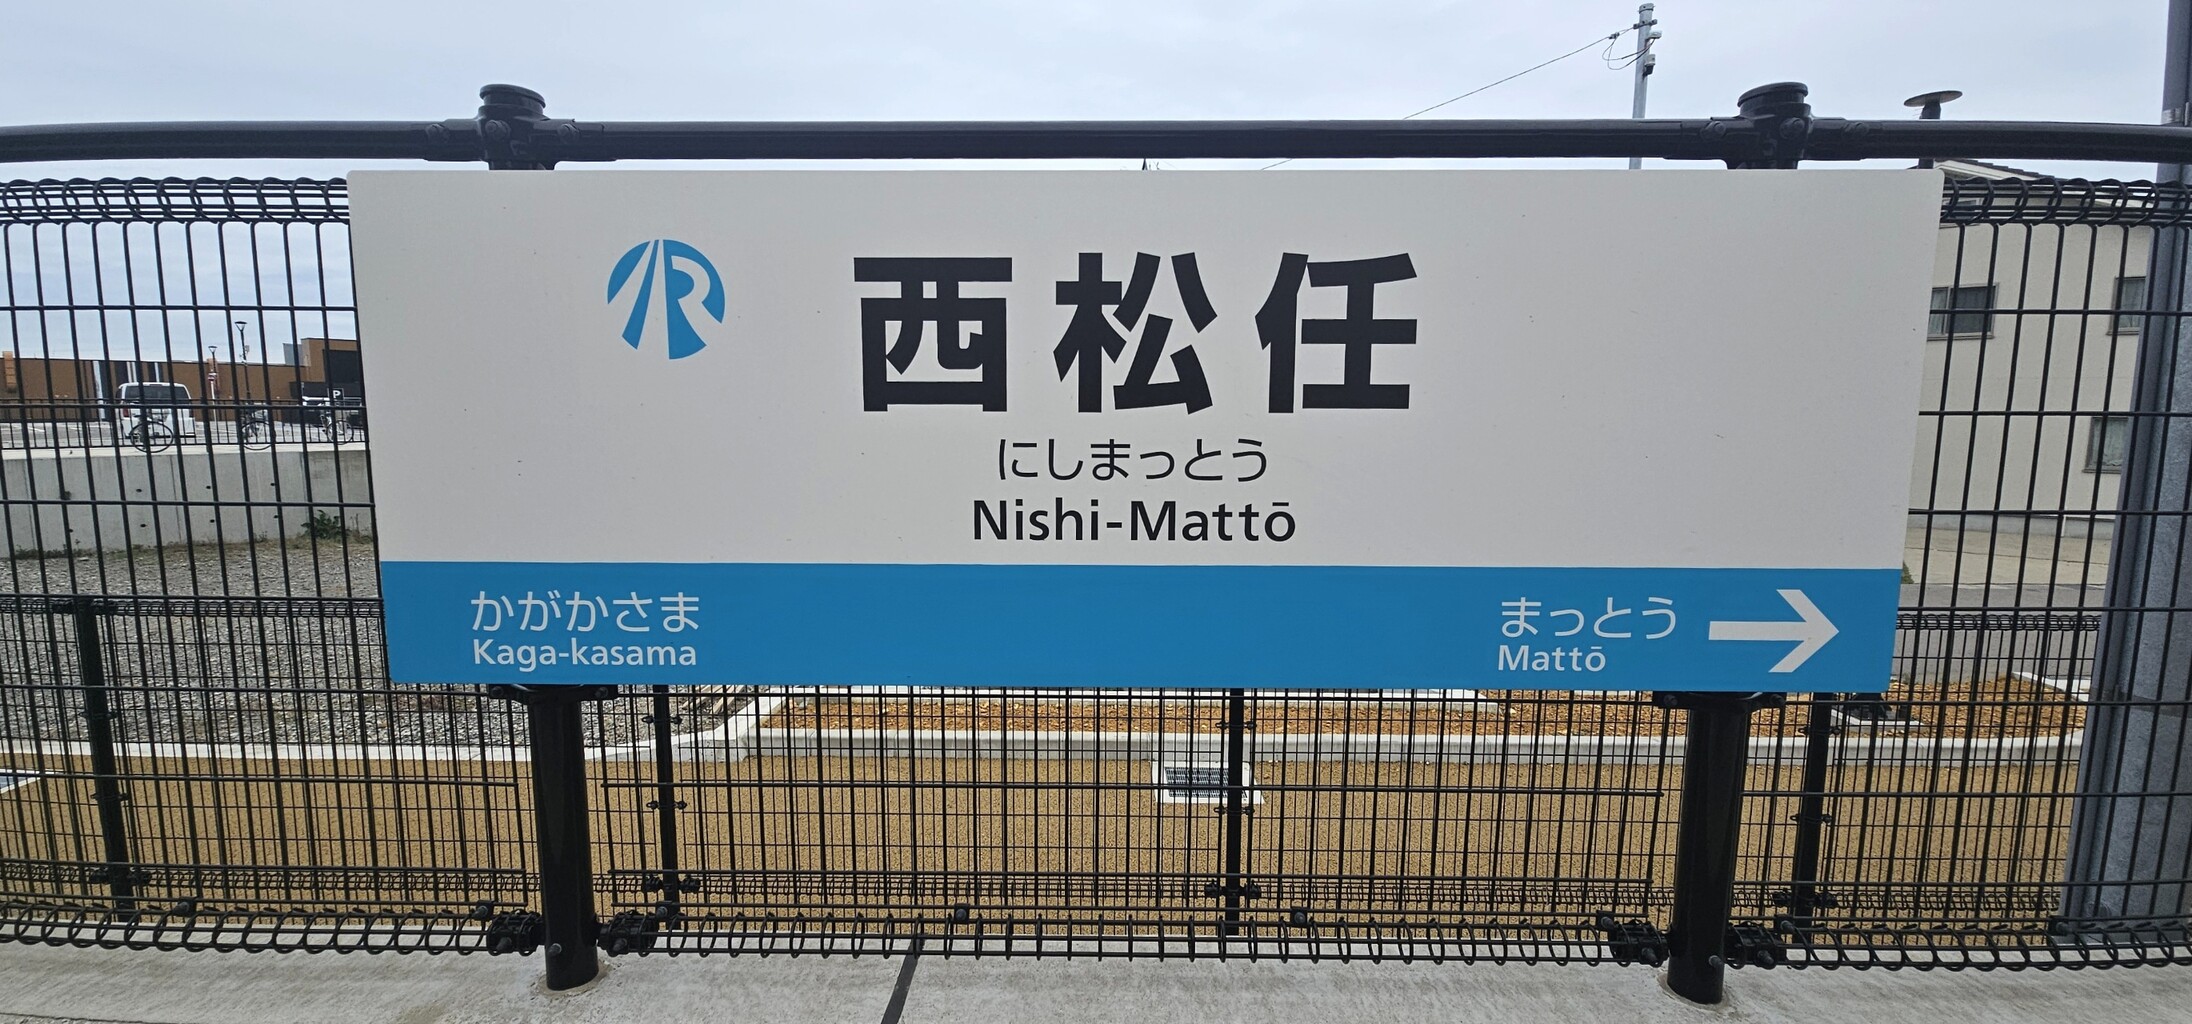 IR
西松任
にしまっとう
Nishi-Mattō
かがかさま
Kaga-kasama
まっとう
Mattō
P